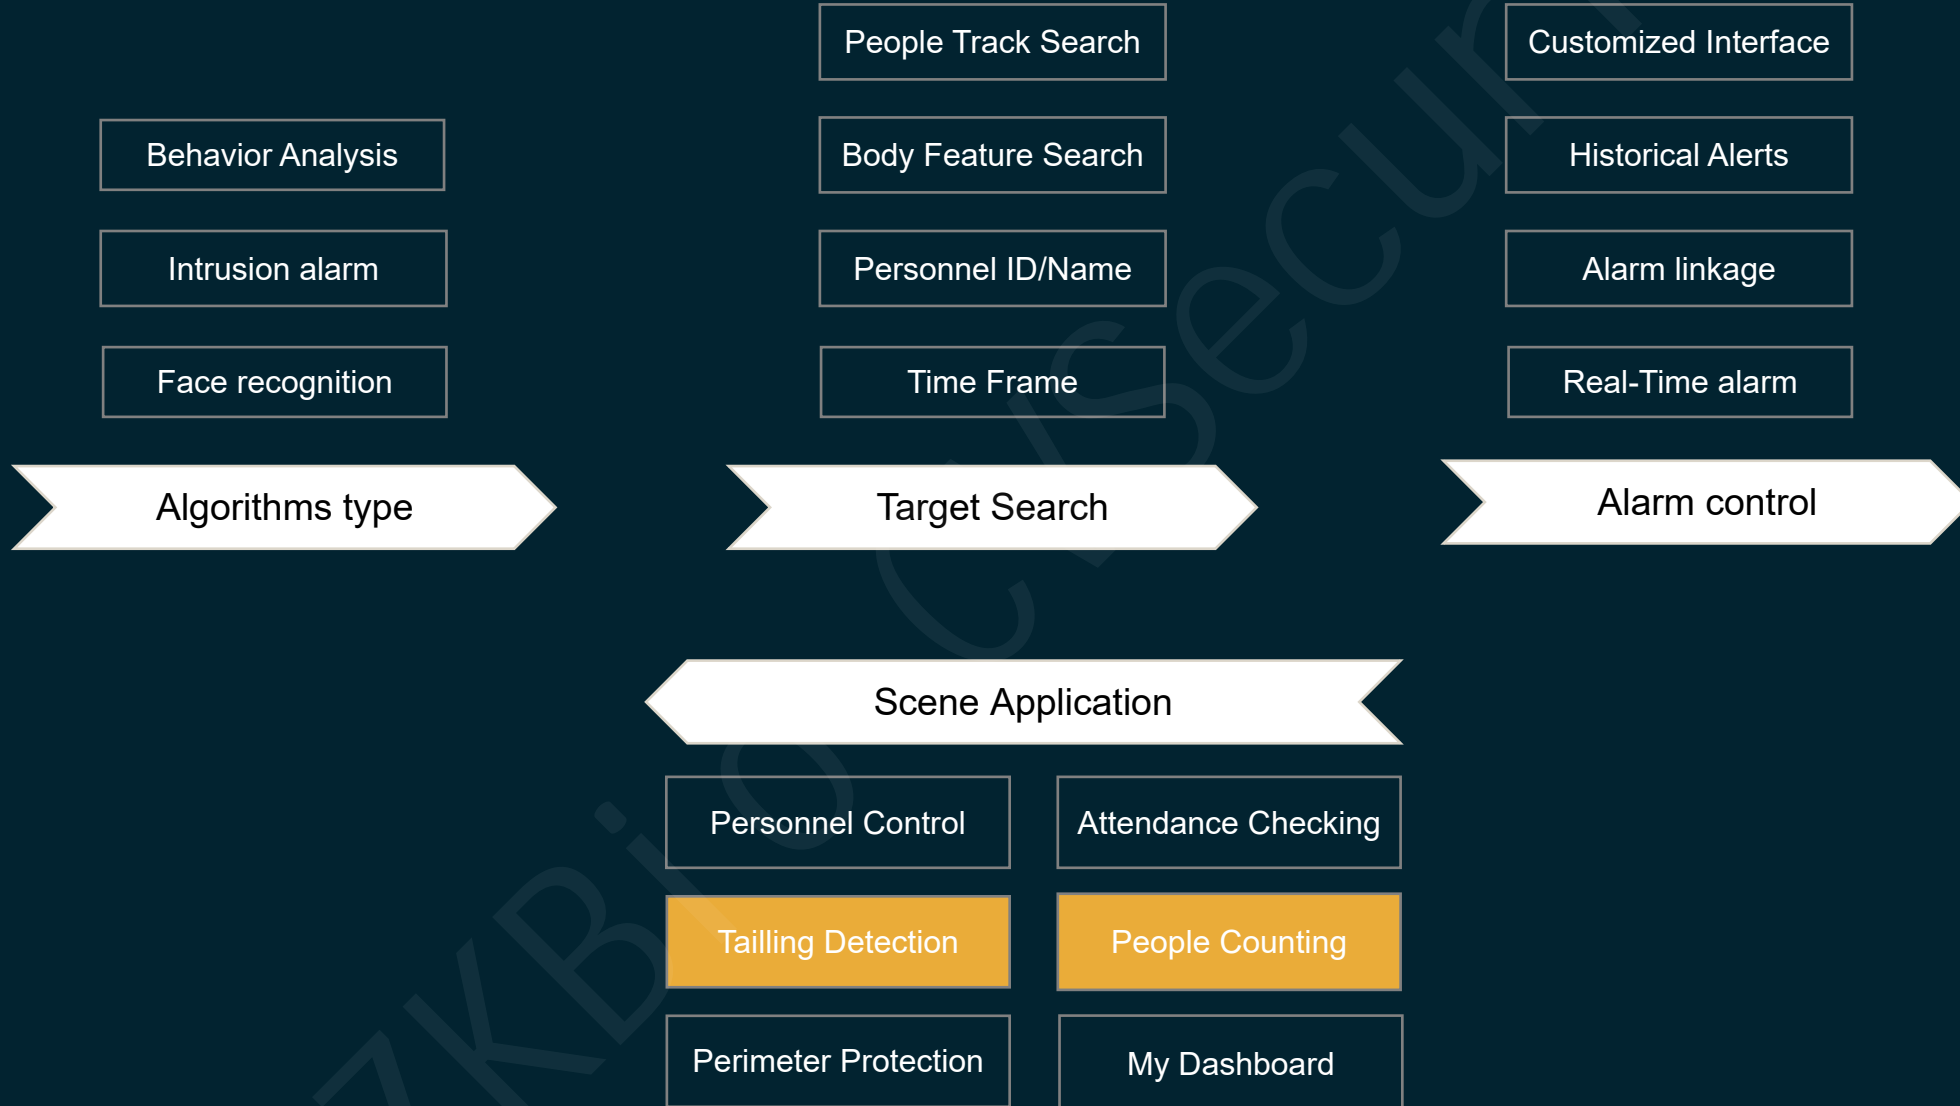 People Track Search
Customized Interface
Behavior Analysis
Body Feature Search
Historical Alerts
Intrusion alarm
Personnel ID/Name
Alarm linkage
Face recognition
Time Frame
Real-Time alarm
Algorithms type
Target Search
Alarm control
Scene Application
Personnel Control
Attendance Checking
Tailling Detection
People Counting
Perimeter Protection
My Dashboard
ZKBio CVSecuri